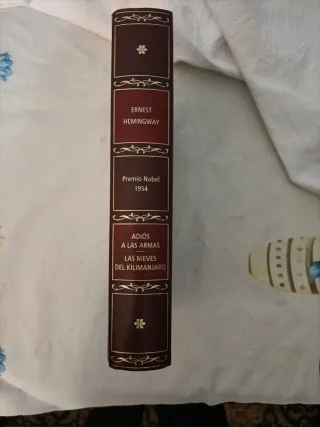 ERNEST
HEMINGWAY
Premio Nobel
1954
ADIÓS
A LAS ARMAS
LAS NIEVES
DEL KILIMANJARO